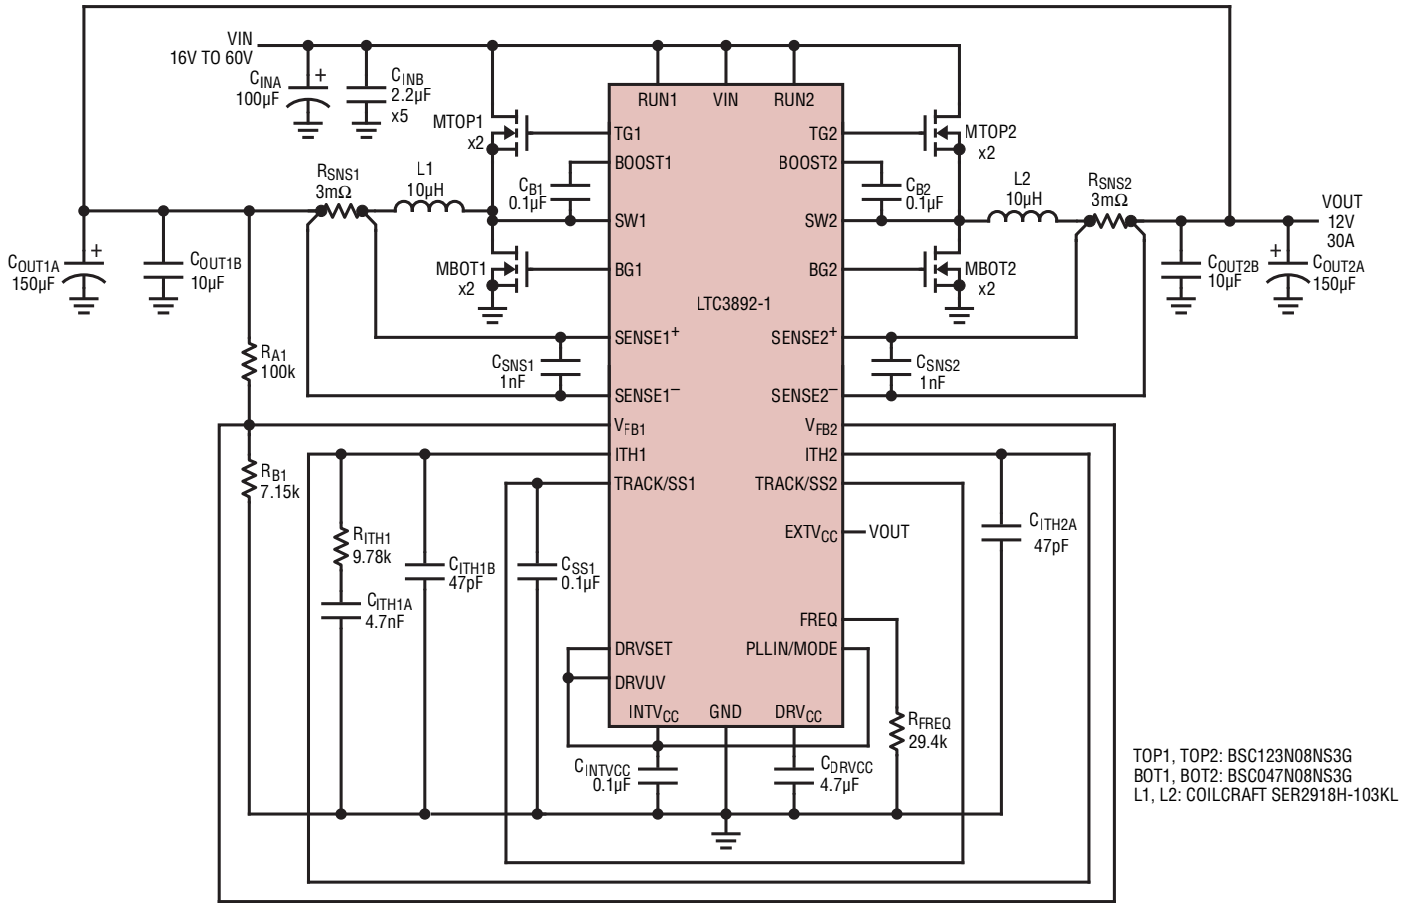 VIN
16V TO 60V
CINA
100µF
+
CINB
2.2µF
x5
MTOP1
x2
RUN1
VIN
RUN2
TG1
TG2
MTOP2
x2
BOOST1
BOOST2
RSNS1
3mΩ
L1
10µH
CB1
0.1µF
CB2
0.1µF
L2
10µH
RSNS2
3mΩ
SW1
SW2
VOUT
12V
30A
COUT1A
150µF
+
COUT1B
10µF
MBOT1
x2
BG1
BG2
MBOT2
x2
COUT2B
10µF
+
COUT2A
150µF
LTC3892-1
SENSE1+
SENSE2+
RA1
100k
CSNS1
1nF
CSNS2
1nF
SENSE1–
SENSE2–
VFB1
VFB2
ITH1
ITH2
RB1
7.15k
TRACK/SS1
TRACK/SS2
RITH1
9.78k
CITH1B
47pF
CSS1
0.1µF
EXTVCC
VOUT
CITH2A
47pF
CITH1A
4.7nF
FREQ
DRVSET
PLLIN/MODE
DRVUV
INTVCC
GND
DRVCC
RFREQ
29.4k
CINTVCC
0.1µF
CDRVCC
4.7µF
TOP1, TOP2: BSC123N08NS3G
BOT1, BOT2: BSC047N08NS3G
L1, L2: COILCRAFT SER2918H-103KL